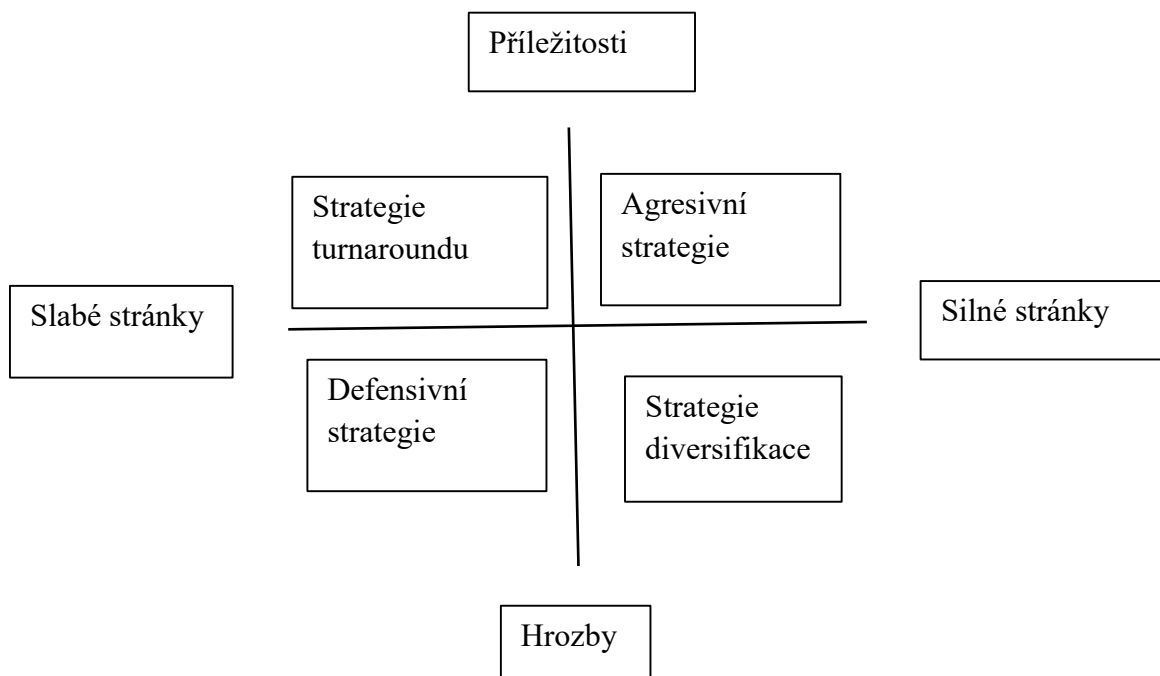 Příležitosti
Strategie
turnaroundu
Agresivní
strategie
Slabé stránky
Silné stránky
Defensivní
strategie
Strategie
diversifikace
Hrozby